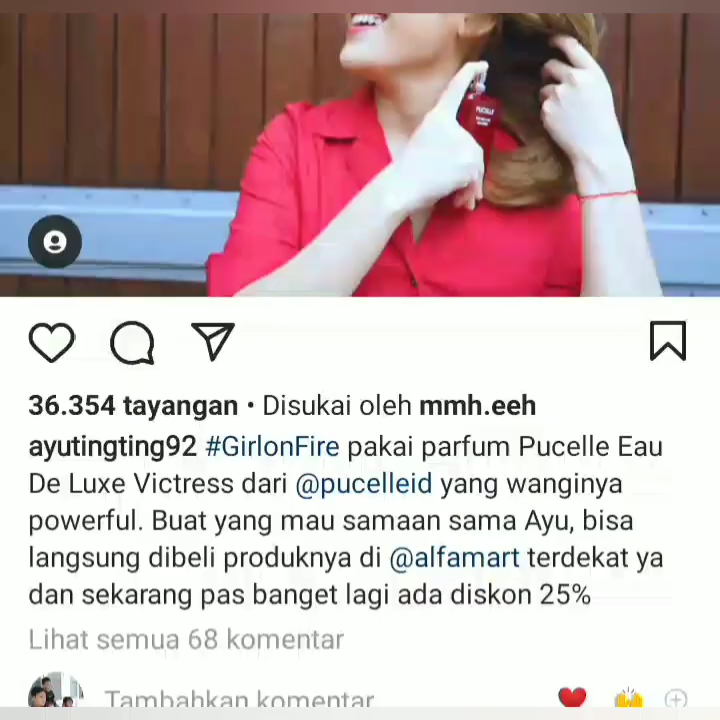 PUCELLE
36.354 tayangan • Disukai oleh mmh.eeh
ayutingting92 #GirlonFire pakai parfum Pucelle Eau
De Luxe Victress dari @pucelleid yang wanginya
powerful. Buat yang mau samaan sama Ayu, bisa
langsung dibeli produknya di @alfamart terdekat ya
dan sekarang pas banget lagi ada diskon 25%
Lihat semua 68 komentar
Tambahkan komentar